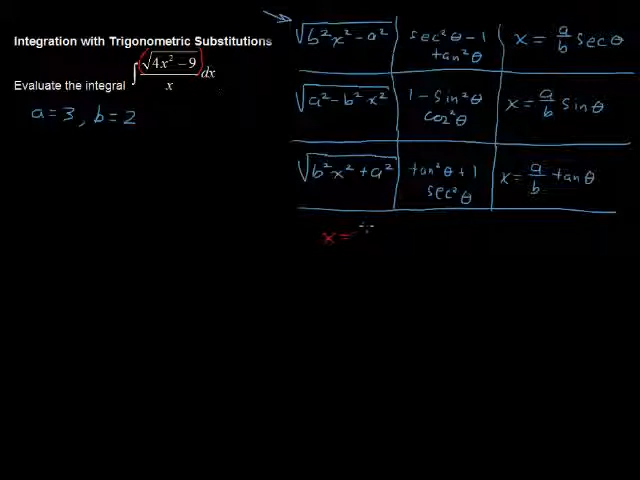 Integration with Trigonometric Substitutions
Evaluate the integral ∫ √(4x² − 9) / x dx
a = 3, b = 2
√(b²x² − a²) sec²θ − 1 tan²θ x = a/b secθ
√(a² − b²x²) 1 − sin²θ cos²θ x = a/b sinθ
√(b²x² + a²) tan²θ + 1 sec²θ x = a/b tanθ
x =